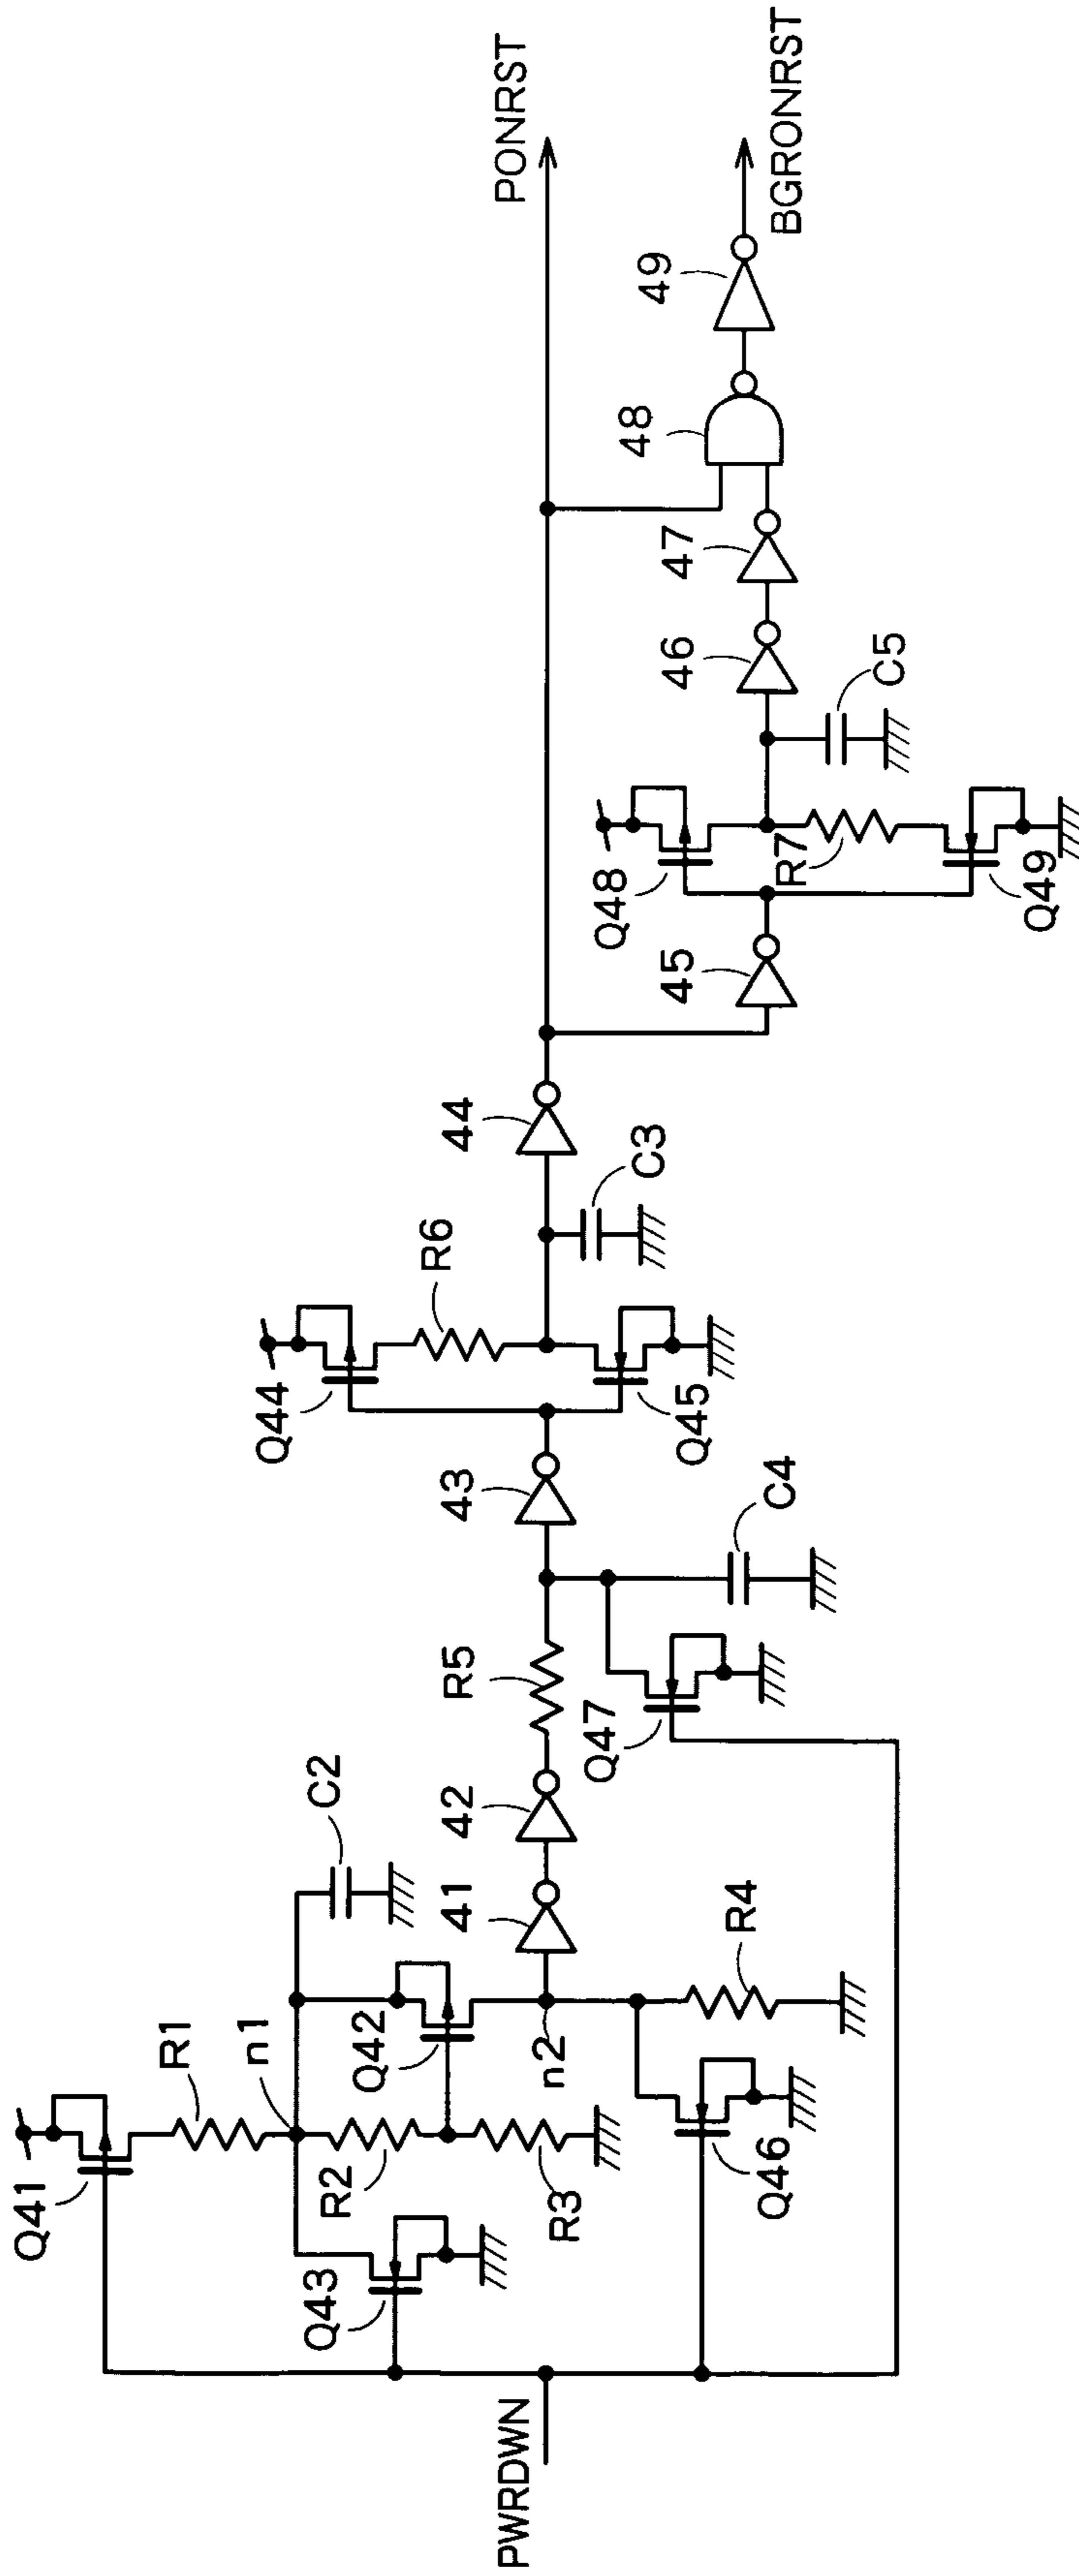 PWRDWN
Q41
R1
n1
Q43
R2
R3
Q42
n2
C2
Q46
R4
41
42
R5
Q47
C4
43
Q44
R6
Q45
C3
44
PONRST
45
Q48
R7
Q49
C5
46
47
48
49
BGRONRST